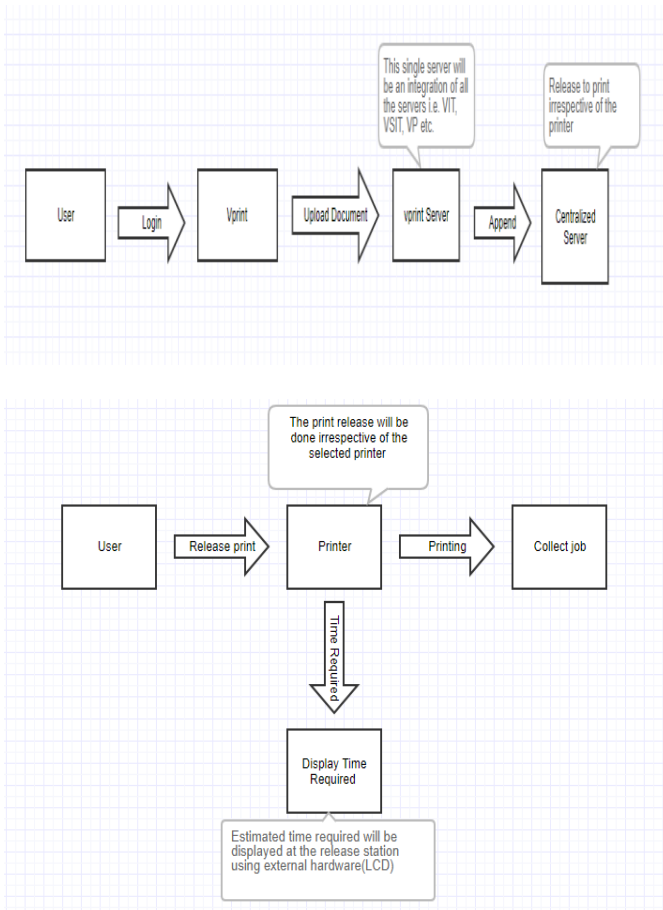 This single server will
be an integration of all
the servers i.e. VIT,
VSIT, VP etc.
Release to print
irrespective of the
printer
User
Login
Vprint
Upload Document
vprint Server
Append
Centralized
Server
The print release will be
done irrespective of the
selected printer
User
Release print
Printer
Printing
Collect job
Time Required
Display Time
Required
Estimated time required will be
displayed at the release station
using external hardware(LCD)